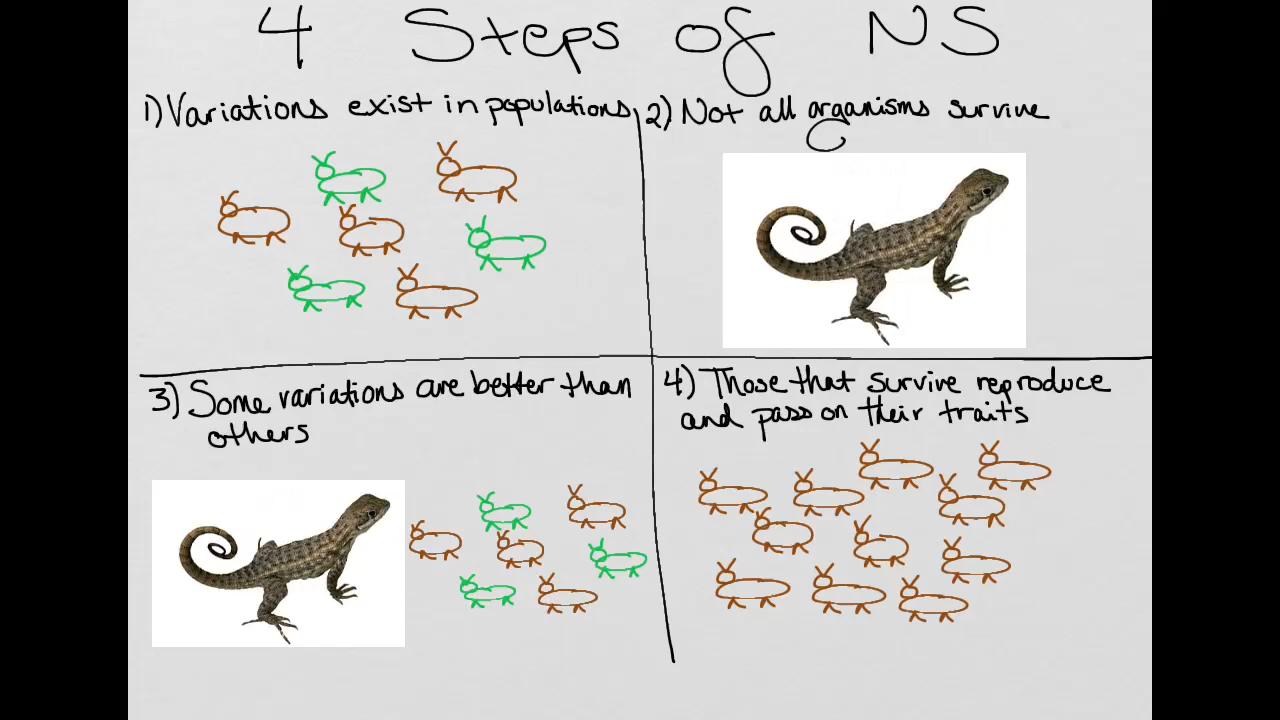 4 Steps of NS
1) Variations exist in populations
2) Not all organisms survive
3) Some variations are better than
others
4) Those that survive reproduce
and pass on their traits